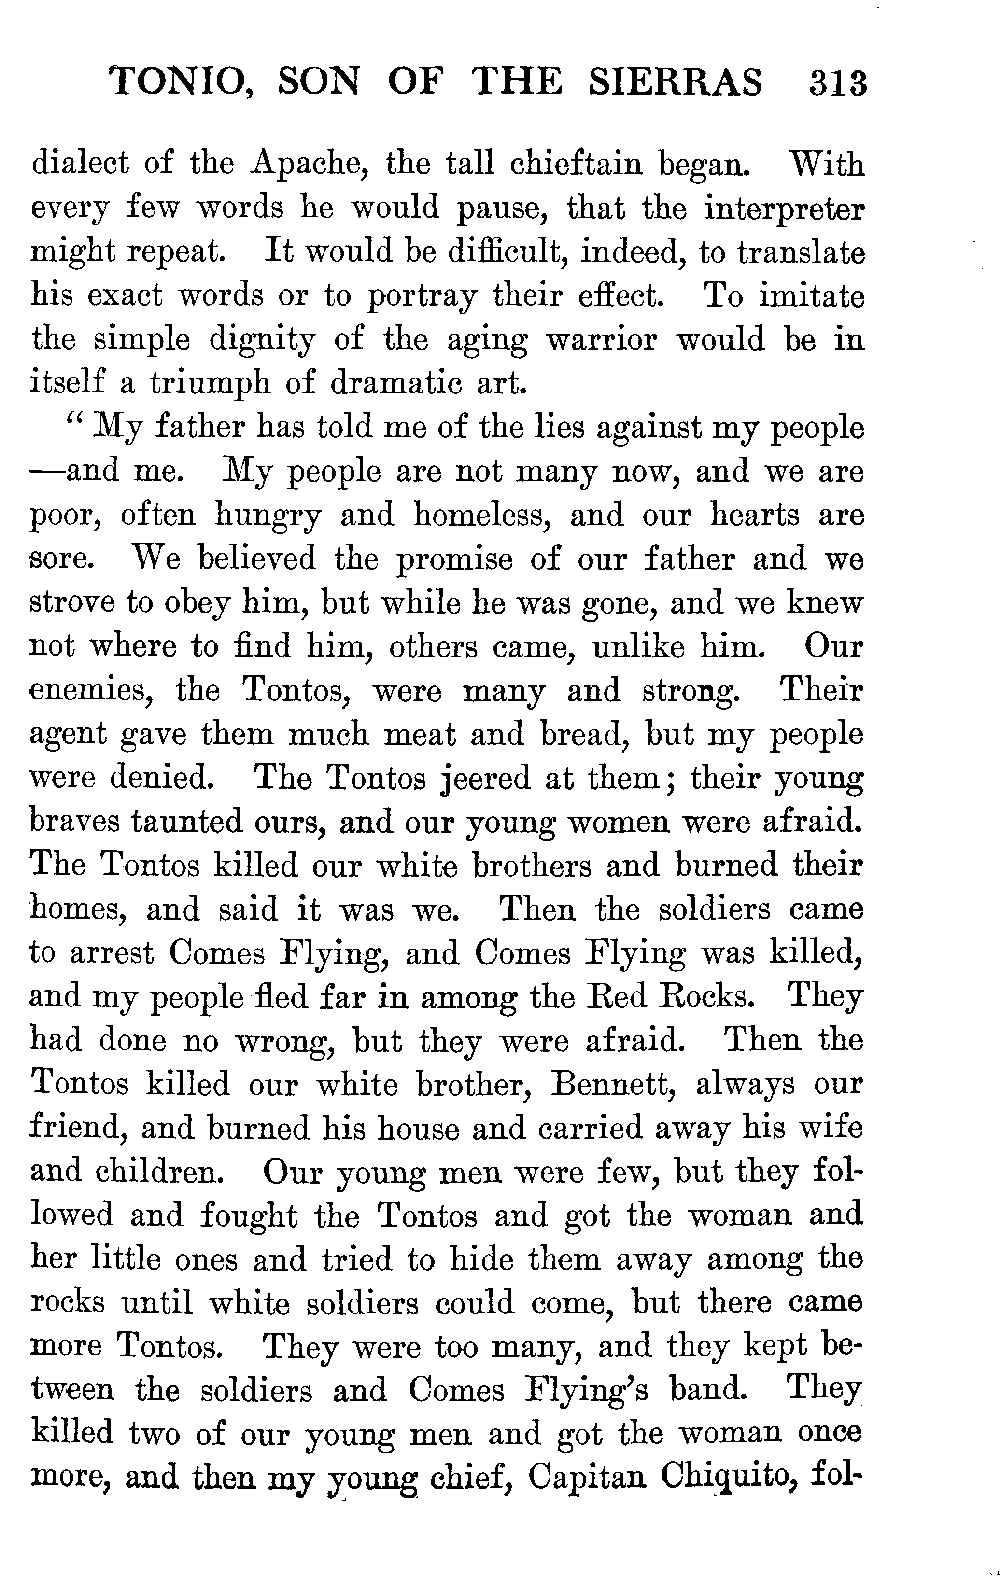 TONIO, SON OF THE SIERRAS 313
dialect of the Apache, the tall chieftain began. With
every few words he would pause, that the interpreter
might repeat. It would be difficult, indeed, to translate
his exact words or to portray their effect. To imitate
the simple dignity of the aging warrior would be in
itself a triumph of dramatic art.
“ My father has told me of the lies against my people
—and me. My people are not many now, and we are
poor, often hungry and homeless, and our hearts are
sore. We believed the promise of our father and we
strove to obey him, but while he was gone, and we knew
not where to find him, others came, unlike him. Our
enemies, the Tontos, were many and strong. Their
agent gave them much meat and bread, but my people
were denied. The Tontos jeered at them; their young
braves taunted ours, and our young women were afraid.
The Tontos killed our white brothers and burned their
homes, and said it was we. Then the soldiers came
to arrest Comes Flying, and Comes Flying was killed,
and my people fled far in among the Red Rocks. They
had done no wrong, but they were afraid. Then the
Tontos killed our white brother, Bennett, always our
friend, and burned his house and carried away his wife
and children. Our young men were few, but they fol-
lowed and fought the Tontos and got the woman and
her little ones and tried to hide them away among the
rocks until white soldiers could come, but there came
more Tontos. They were too many, and they kept be-
tween the soldiers and Comes Flying’s band. They
killed two of our young men and got the woman once
more, and then my young chief, Capitan Chiquito, fol-